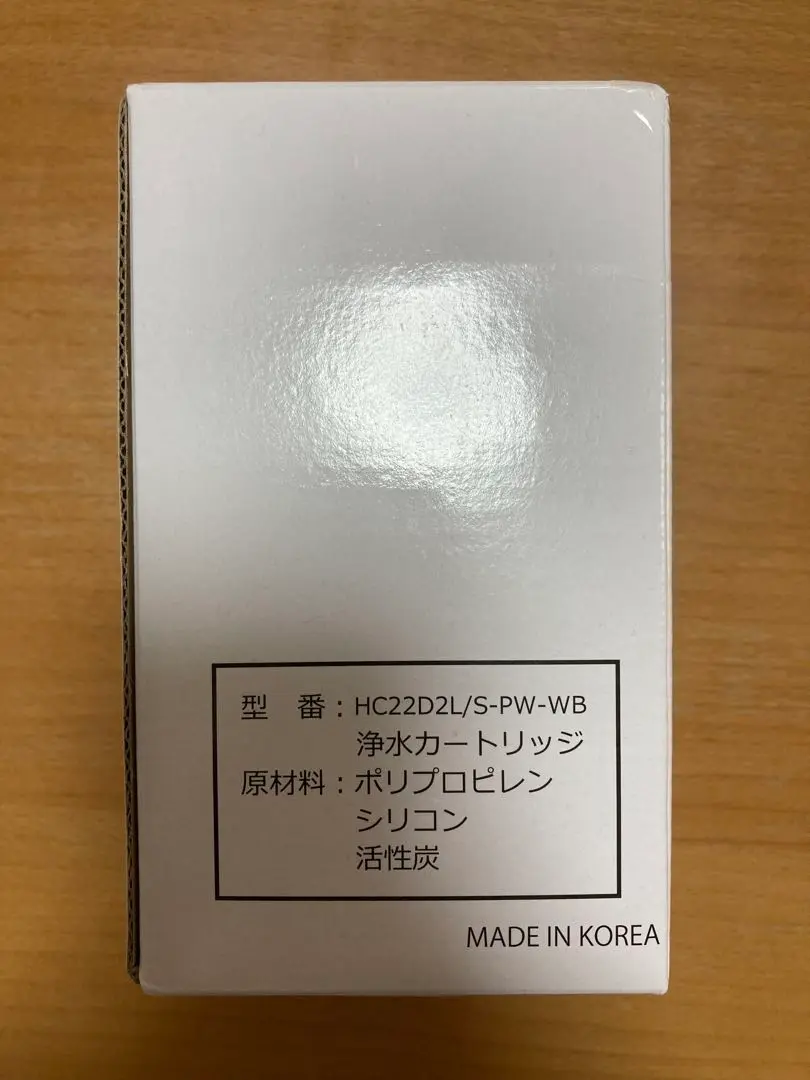 型　番：HC22D2L/S-PW-WB
浄水カートリッジ
原材料：ポリプロピレン
シリコン
活性炭
MADE IN KOREA